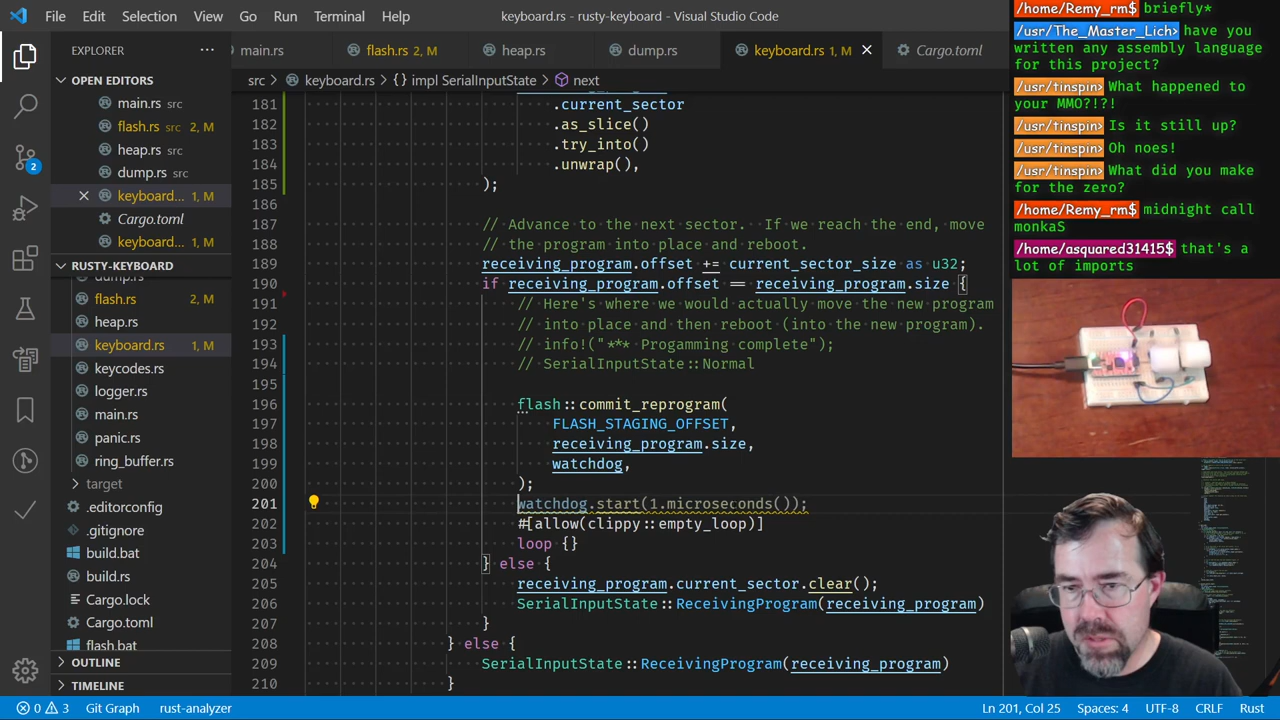 File Edit Selection View Go Run Terminal Help
keyboard.rs - rusty-keyboard - Visual Studio Code
EXPLORER
OPEN EDITORS
main.rs src
flash.rs src 2, M
heap.rs src
dump.rs src
keyboard... 1, M
Cargo.toml
keyboard... 1, M
RUSTY-KEYBOARD
dump.rs
flash.rs 2, M
heap.rs
keyboard.rs 1, M
keycodes.rs
logger.rs
main.rs
panic.rs
ring_buffer.rs
target
.editorconfig
.gitignore
build.bat
build.rs
Cargo.lock
Cargo.toml
flash.bat
OUTLINE
TIMELINE
2
main.rs
flash.rs 2, M
heap.rs
dump.rs
keyboard.rs 1, M
Cargo.toml
src > keyboard.rs > {} impl SerialInputState > next
181 .current_sector
182 .as_slice()
183 .try_into()
184 .unwrap(),
185 );
186
187 // Advance to the next sector.  If we reach the end, move
188 // the program into place and reboot.
189 receiving_program.offset += current_sector_size as u32;
190 if receiving_program.offset == receiving_program.size {
191 // Here's where we would actually move the new program
192 // into place and then reboot (into the new program).
193 // info!("*** Progamming complete");
194 // SerialInputState::Normal
195
196 flash::commit_reprogram(
197 FLASH_STAGING_OFFSET,
198 receiving_program.size,
199 watchdog,
200 );
201 watchdog.start(1.microseconds());
202 #[allow(clippy::empty_loop)]
203 loop {}
204 } else {
205 receiving_program.current_sector.clear();
206 SerialInputState::ReceivingProgram(receiving_program)
207 }
208 } else {
209 SerialInputState::ReceivingProgram(receiving_program)
210 }
/home/Remy_rm$ briefly*
/usr/The_Master_Lich> have you
written any assembly language
for this project?
/usr/tinspin> What happened to
your MMO?!?!
/usr/tinspin> Is it still up?
/usr/tinspin> Oh noes!
/usr/tinspin> What did you make
for the zero?
/home/Remy_rm$ midnight call
monkaS
/home/asquared31415$ that's a
lot of imports
0 3 Git Graph rust-analyzer
Ln 201, Col 25 Spaces: 4 UTF-8 CRLF Rust